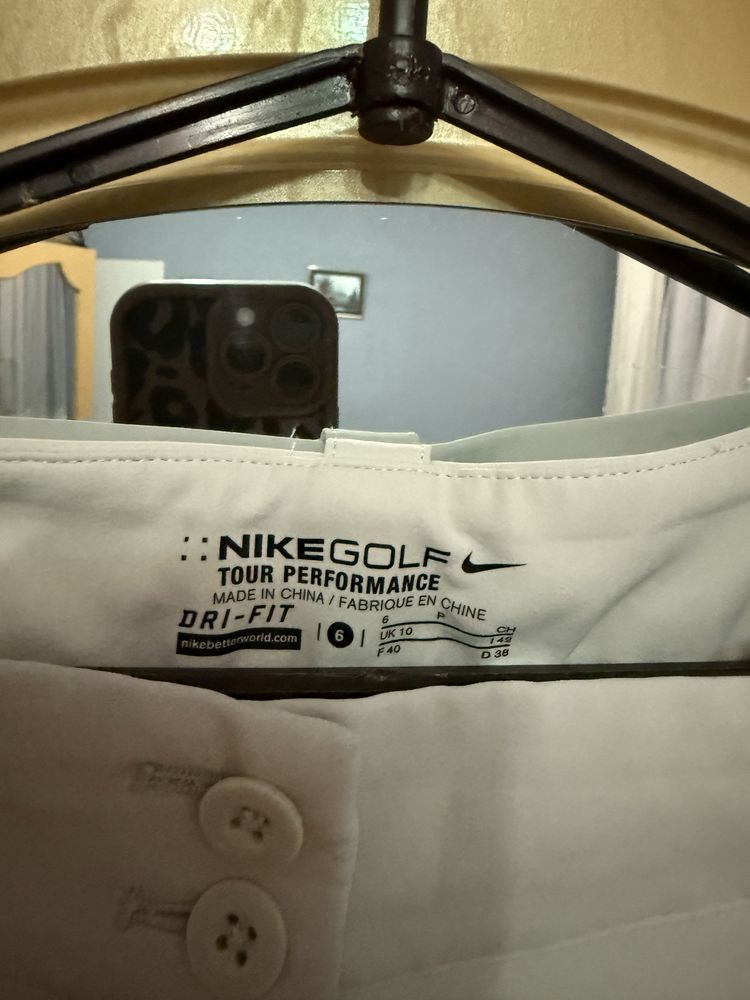 NIKEGOLF
TOUR PERFORMANCE
MADE IN CHINA / FABRIQUE EN CHINE
DRI-FIT
nikebetterworld.com
6
6 P CH
UK 10 I 42
F 40 D 38